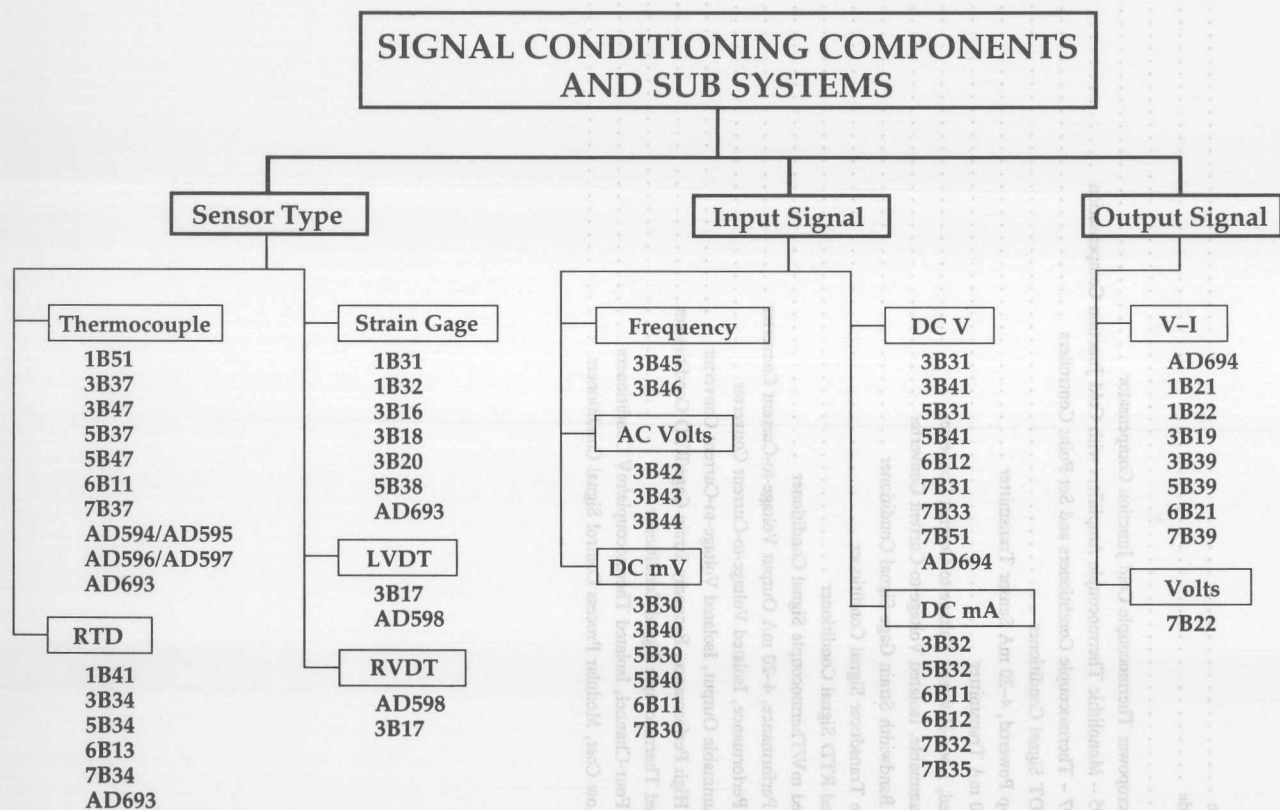 SIGNAL CONDITIONING COMPONENTS
AND SUB SYSTEMS
Sensor Type
Thermocouple
1B51
3B37
3B47
5B37
5B47
6B11
7B37
AD594/AD595
AD596/AD597
AD693
RTD
1B41
3B34
5B34
6B13
7B34
AD693
Strain Gage
1B31
1B32
3B16
3B18
3B20
5B38
AD693
LVDT
3B17
AD598
RVDT
AD598
3B17
Input Signal
Frequency
3B45
3B46
AC Volts
3B42
3B43
3B44
DC mV
3B30
3B40
5B30
5B40
6B11
7B30
DC V
3B31
3B41
5B31
5B41
6B12
7B31
7B33
7B51
AD694
DC mA
3B32
5B32
6B11
6B12
7B32
7B35
Output Signal
V–I
AD694
1B21
1B22
3B19
3B39
5B39
6B21
7B39
Volts
7B22